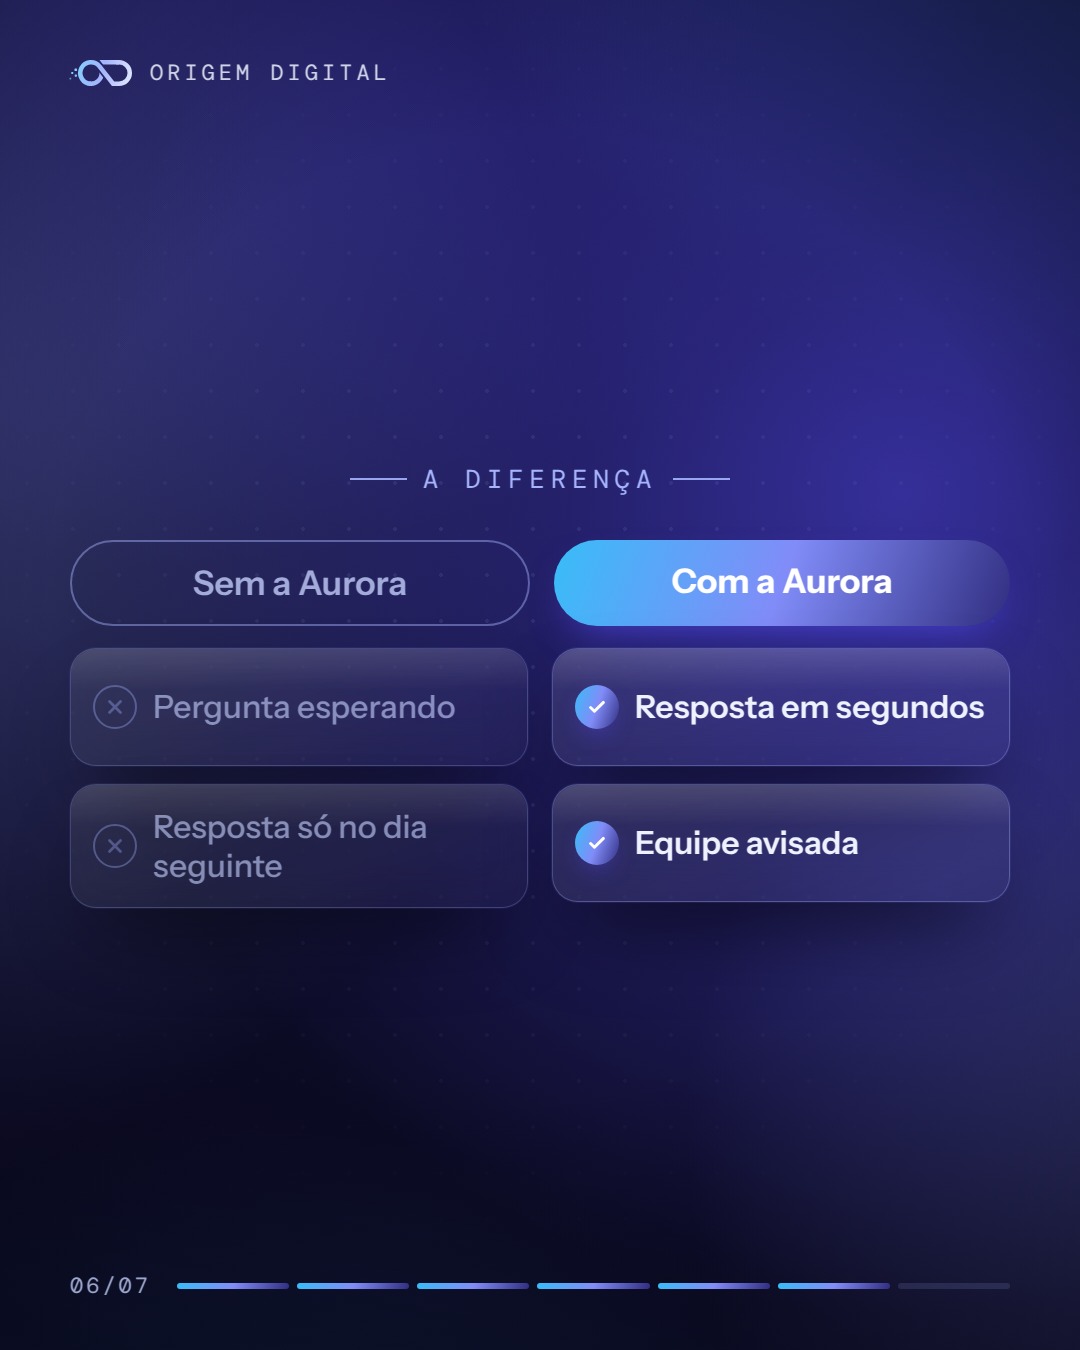 ORIGEM DIGITAL
A DIFERENÇA
Sem a Aurora
Com a Aurora
Pergunta esperando
Resposta em segundos
Resposta só no dia
seguinte
Equipe avisada
06/07